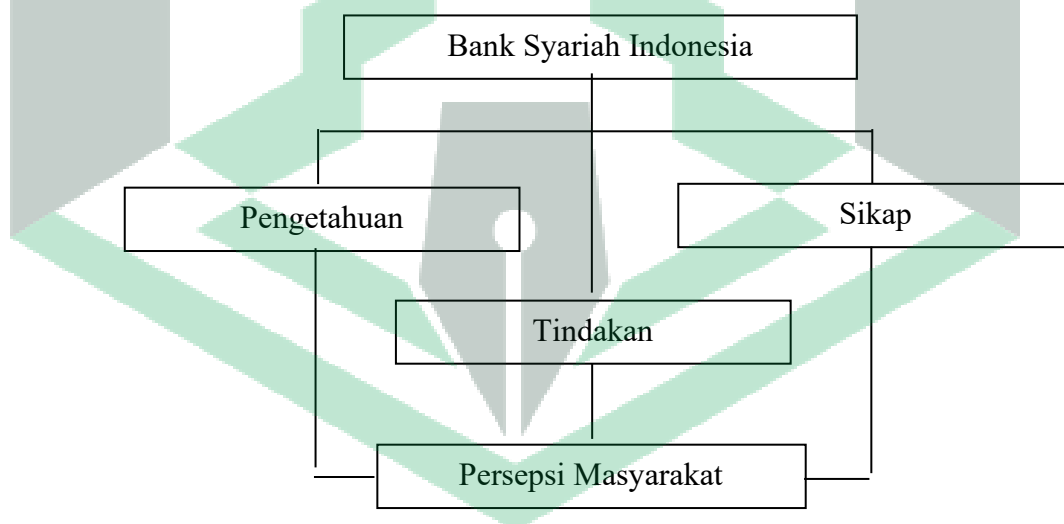 Bank Syariah Indonesia
Pengetahuan
Sikap
Tindakan
Persepsi Masyarakat